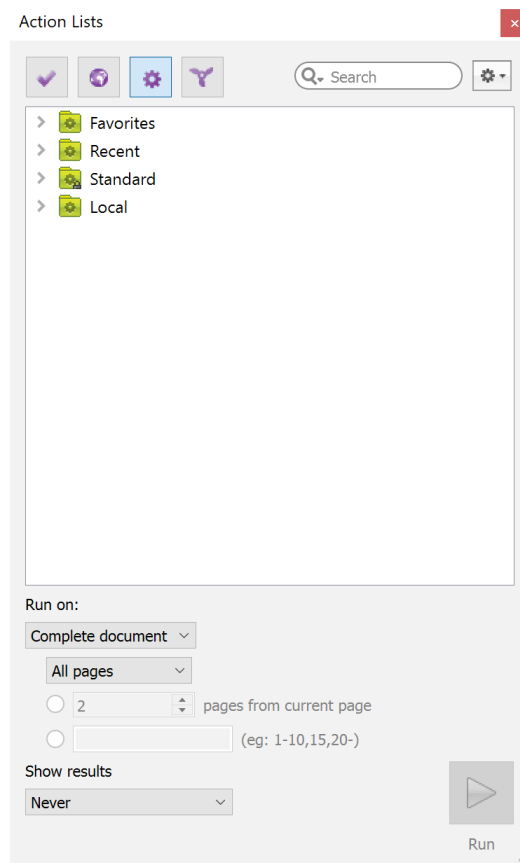 Action Lists
Search
Favorites
Recent
Standard
Local
Run on:
Complete document
All pages
2 pages from current page
(eg: 1-10,15,20-)
Show results
Never
Run